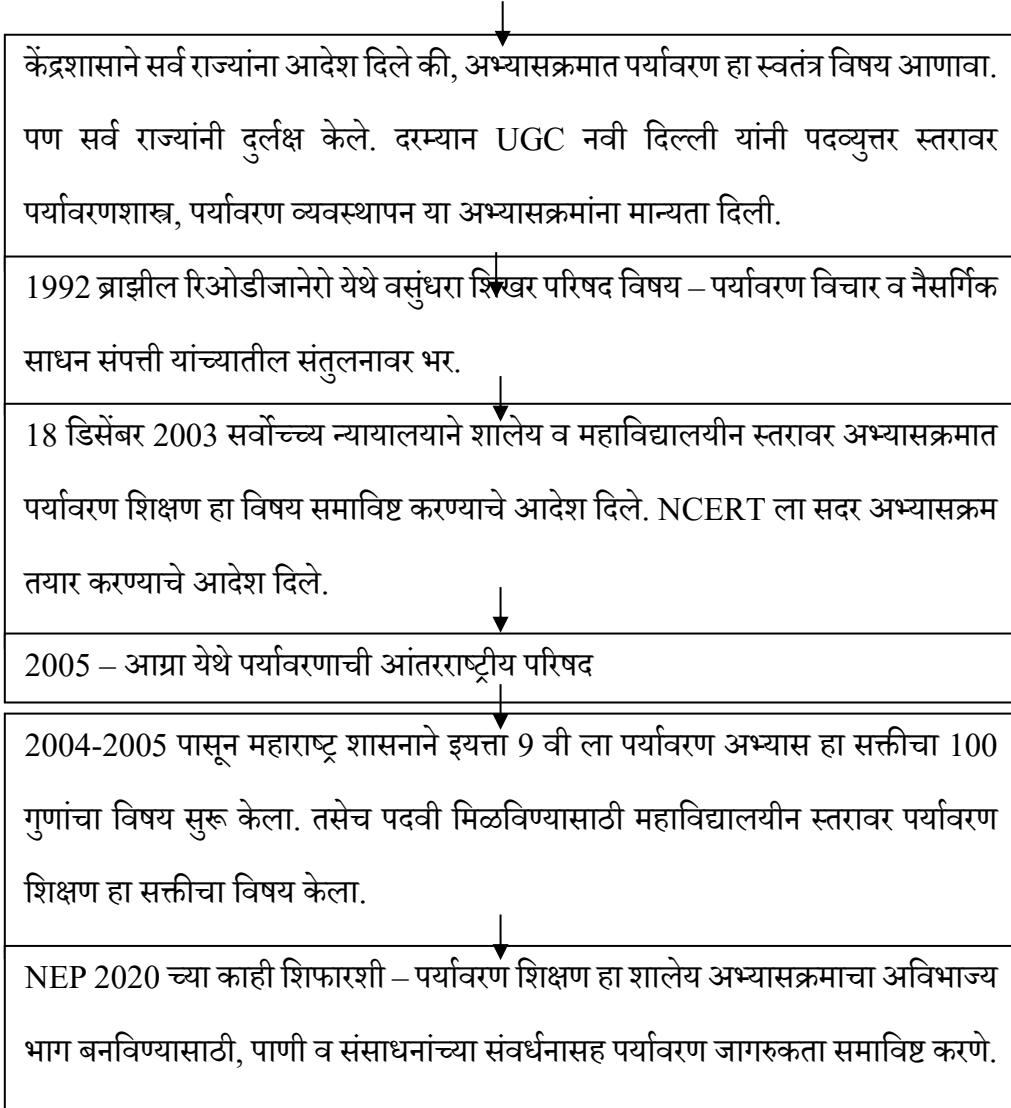 केंद्रशासाने सर्व राज्यांना आदेश दिले की, अभ्यासक्रमात पर्यावरण हा स्वतंत्र विषय आणावा.
पण सर्व राज्यांनी दुर्लक्ष केले. दरम्यान UGC नवी दिल्ली यांनी पदव्युत्तर स्तरावर
पर्यावरणशास्त्र, पर्यावरण व्यवस्थापन या अभ्यासक्रमांना मान्यता दिली.
1992 ब्राझील रिओडीजानेरो येथे वसुंधरा शिखर परिषद विषय – पर्यावरण विचार व नैसर्गिक
साधन संपत्ती यांच्यातील संतुलनावर भर.
18 डिसेंबर 2003 सर्वोच्च्य न्यायालयाने शालेय व महाविद्यालयीन स्तरावर अभ्यासक्रमात
पर्यावरण शिक्षण हा विषय समाविष्ट करण्याचे आदेश दिले. NCERT ला सदर अभ्यासक्रम
तयार करण्याचे आदेश दिले.
2005 – आग्रा येथे पर्यावरणाची आंतरराष्ट्रीय परिषद
2004-2005 पासून महाराष्ट्र शासनाने इयत्ता 9 वी ला पर्यावरण अभ्यास हा सक्तीचा 100
गुणांचा विषय सुरू केला. तसेच पदवी मिळविण्यासाठी महाविद्यालयीन स्तरावर पर्यावरण
शिक्षण हा सक्तीचा विषय केला.
NEP 2020 च्या काही शिफारशी – पर्यावरण शिक्षण हा शालेय अभ्यासक्रमाचा अविभाज्य
भाग बनविण्यासाठी, पाणी व संसाधनांच्या संवर्धनासह पर्यावरण जागरुकता समाविष्ट करणे.